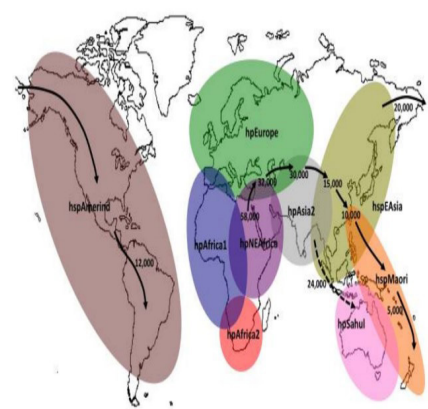 20,000
hpEurope
32,000
30,000
15,000
hspAmerind
58,000
hpAsia2
10,000
hspEAsia
hpAfrica1
hpNEAfrica
12,000
24,000
hspMaori
5,000
hpSahul
hpAfrica2